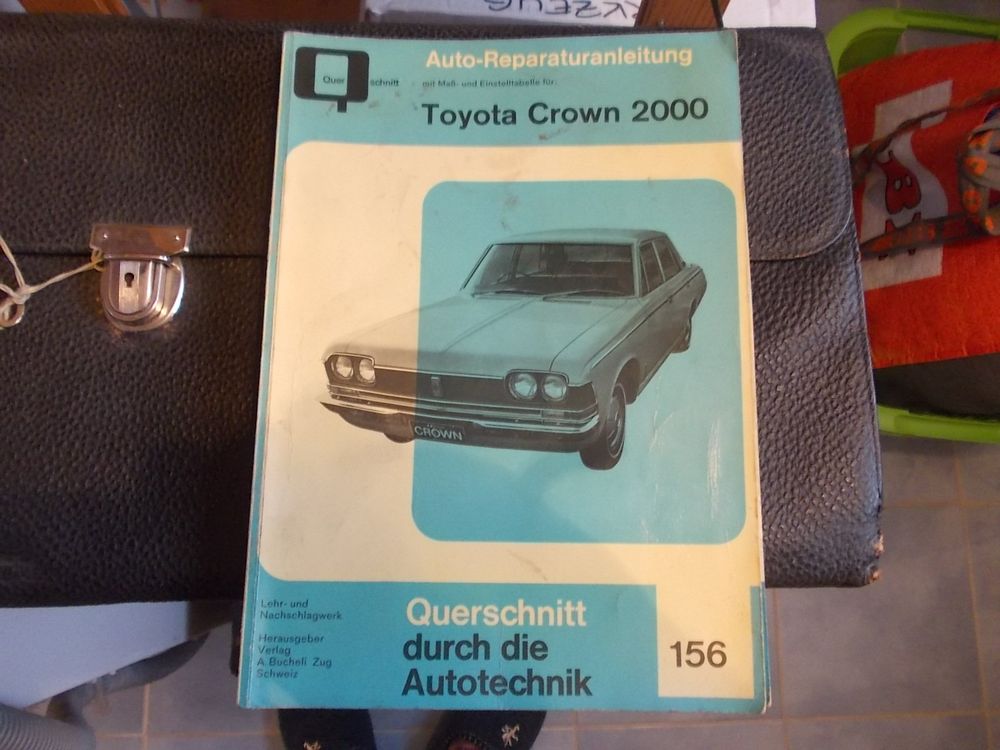 KZEUG
Quer schnitt
Auto-Reparaturanleitung
mit Maß- und Einstelltabelle für:
Toyota Crown 2000
CROWN
Lehr- und
Nachschlagwerk
Herausgeber
Verlag
A. Bucheli Zug
Schweiz
Querschnitt
durch die
Autotechnik
156